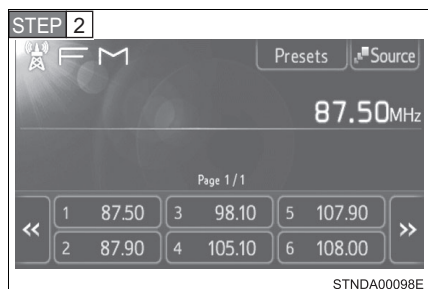 STEP 2
FM
Presets
Source
87.50MHz
Page 1/1
«
1 87.50
3 98.10
5 107.90
»
2 87.90
4 105.10
6 108.00
STNDA00098E